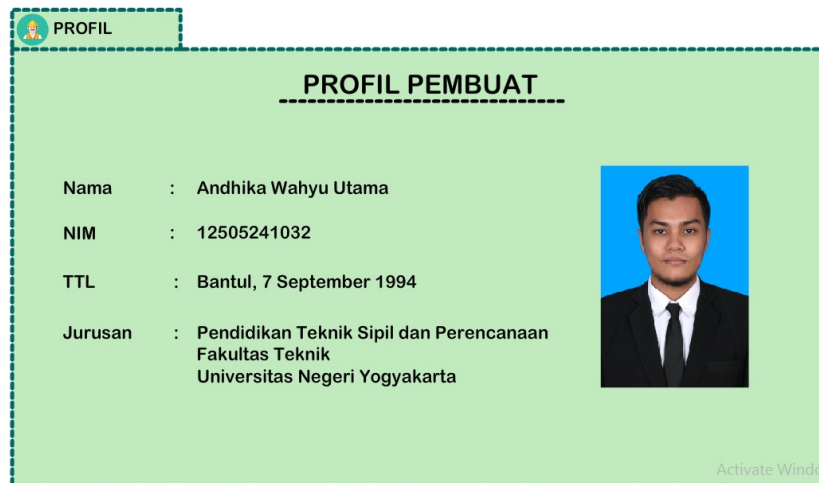 PROFIL
PROFIL PEMBUAT
Nama : Andhika Wahyu Utama
NIM : 12505241032
TTL : Bantul, 7 September 1994
Jurusan : Pendidikan Teknik Sipil dan Perencanaan
Fakultas Teknik
Universitas Negeri Yogyakarta
Activate